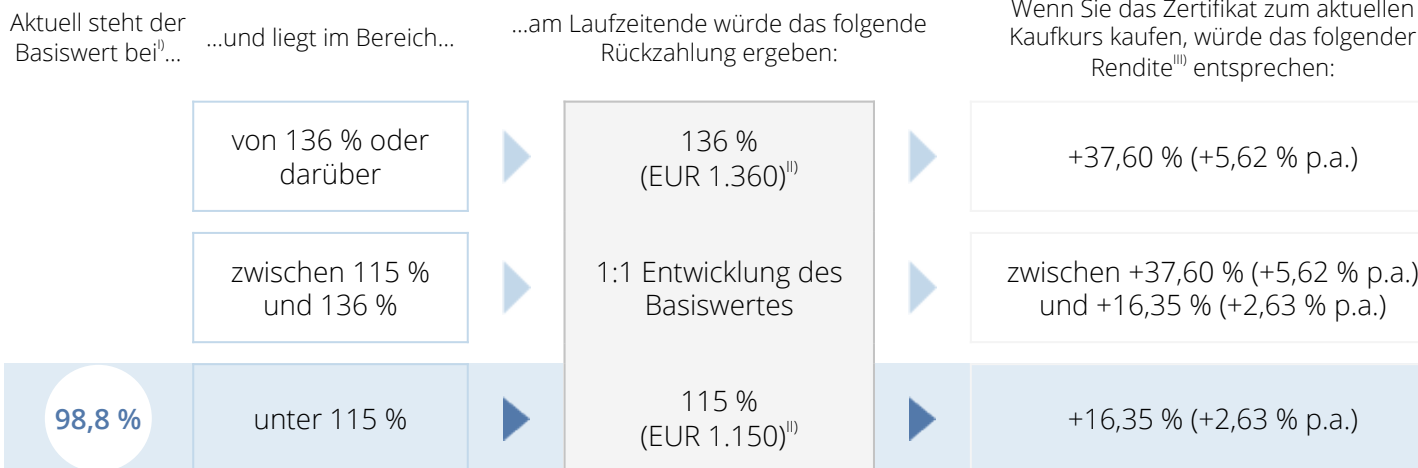 Aktuell steht der
Basiswert bei I)...
...und liegt im Bereich...
...am Laufzeitende würde das folgende
Rückzahlung ergeben:
Wenn Sie das Zertifikat zum aktuellen
Kaufkurs kaufen, würde das folgender
Rendite III) entsprechen:
von 136 % oder
darüber
136 %
(EUR 1.360) II)
+37,60 % (+5,62 % p.a.)
zwischen 115 %
und 136 %
1:1 Entwicklung des
Basiswertes
zwischen +37,60 % (+5,62 % p.a.)
und +16,35 % (+2,63 % p.a.)
98,8 %
unter 115 %
115 %
(EUR 1.150) II)
+16,35 % (+2,63 % p.a.)